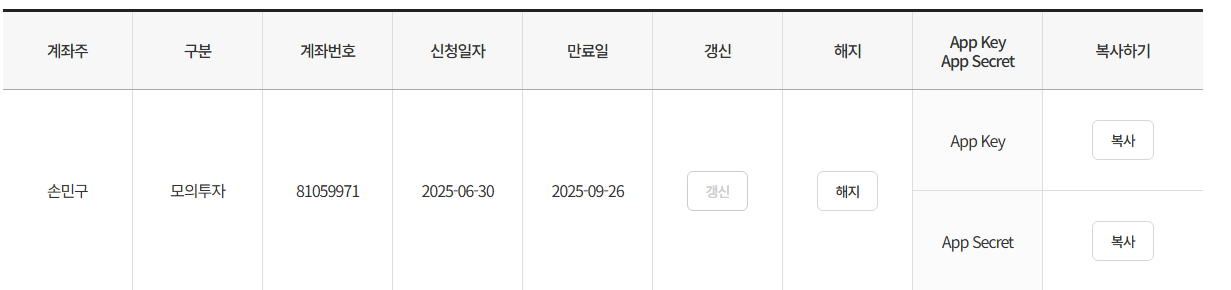 계좌주 구분 계좌번호 신청일자 만료일 갱신 해지 App Key App Secret 복사하기
손민구 모의투자 81059971 2025-06-30 2025-09-26 갱신 해지
App Key 복사
App Secret 복사